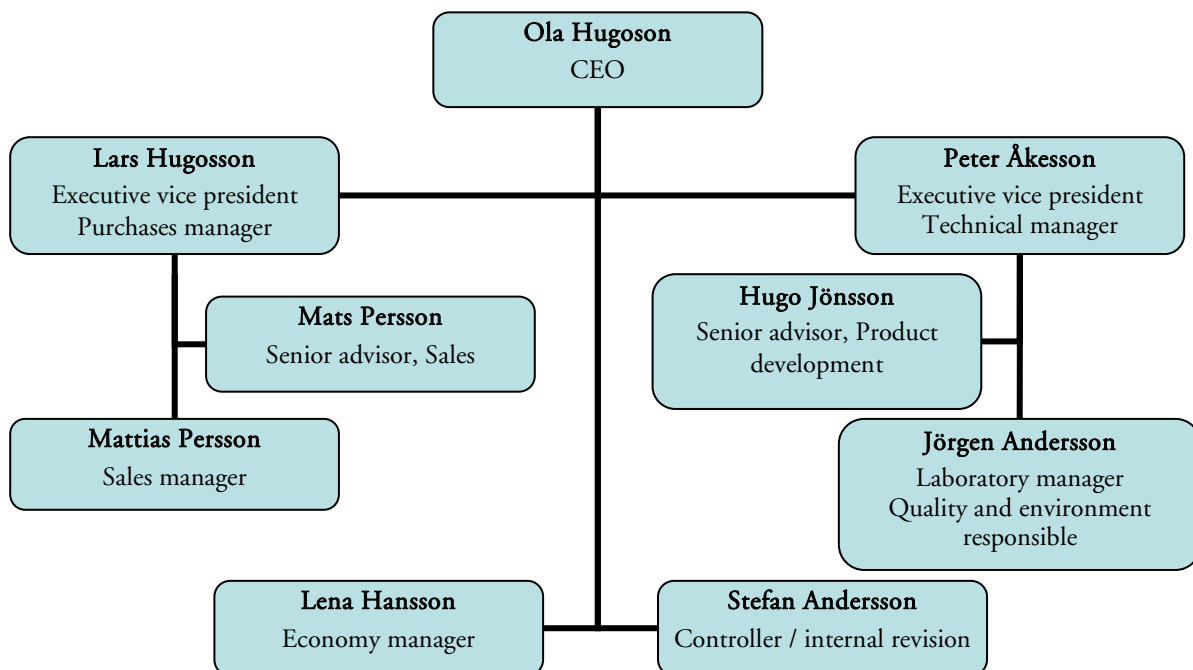 Ola Hugoson
CEO
Lars Hugosson
Executive vice president
Purchases manager
Peter Åkesson
Executive vice president
Technical manager
Mats Persson
Senior advisor, Sales
Hugo Jönsson
Senior advisor, Product
development
Mattias Persson
Sales manager
Jörgen Andersson
Laboratory manager
Quality and environment
responsible
Lena Hansson
Economy manager
Stefan Andersson
Controller / internal revision